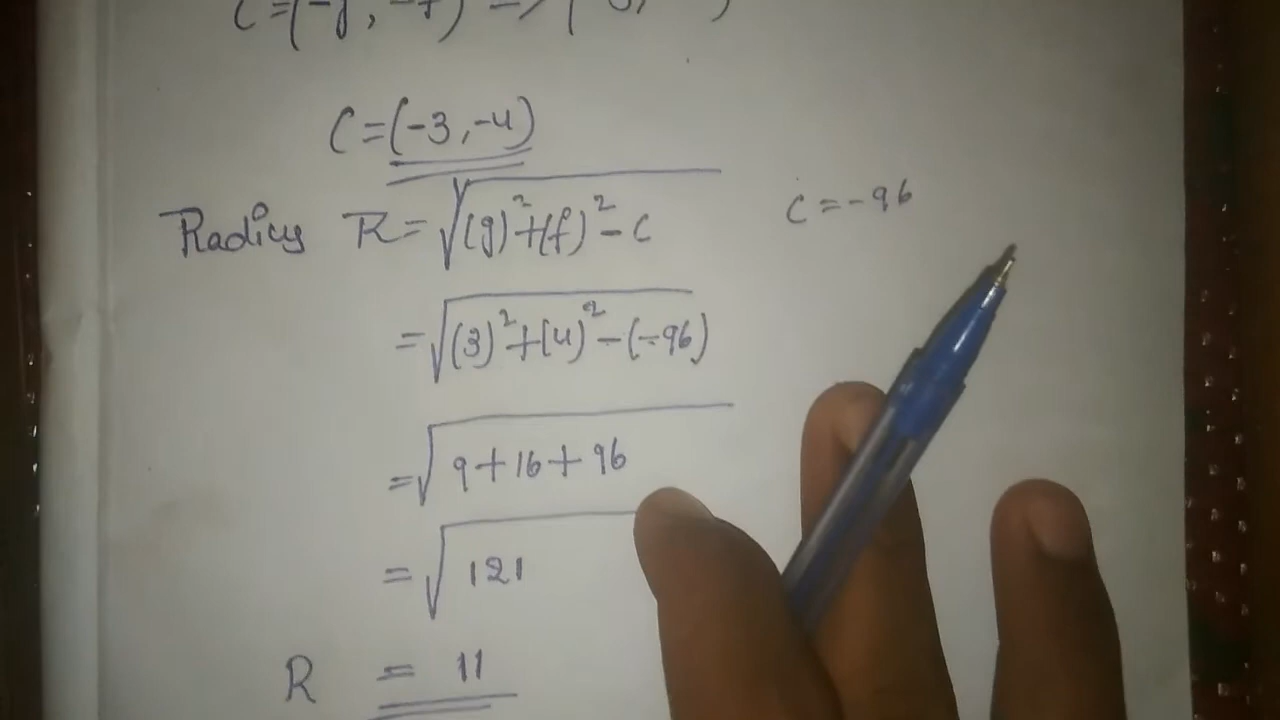 C=(-g, -f) =>
C=(-3,-4)
Radius R=√(g)²+(f)²-c c=-96
=√(3)²+(4)²-(-96)
=√9+16+96
=√121
R = 11